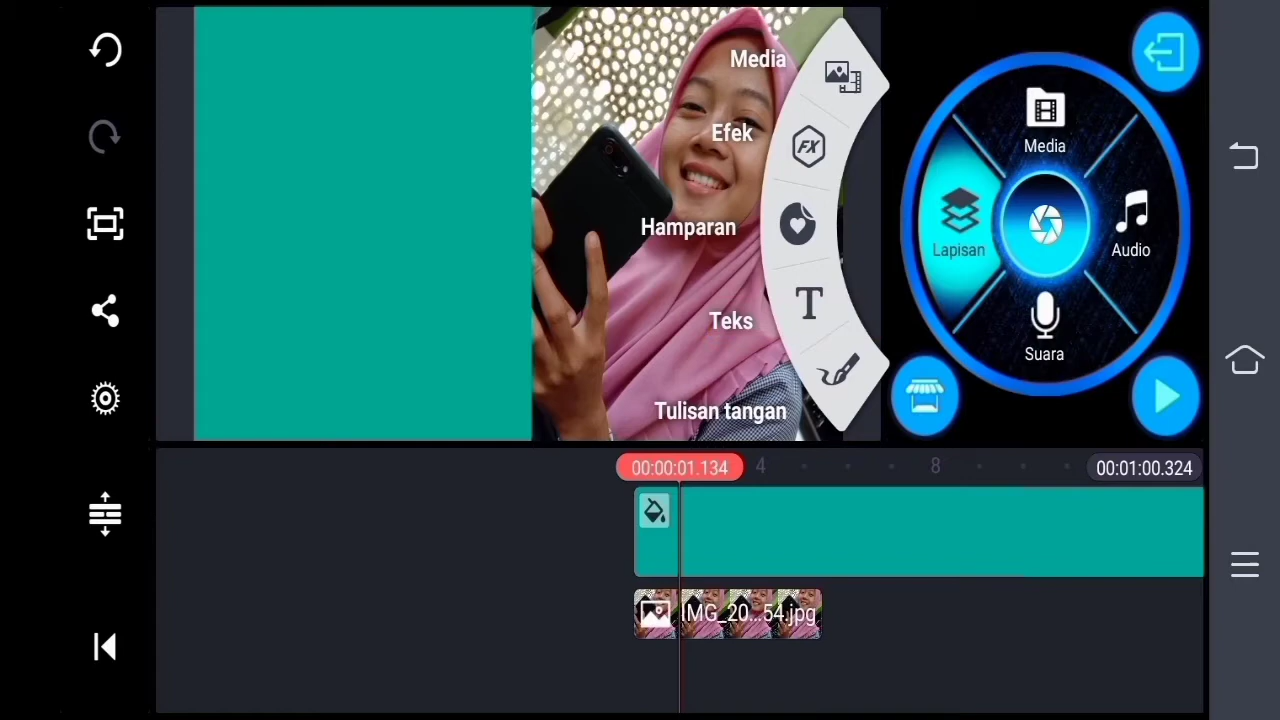 Media
Efek
Hamparan
Teks
Tulisan tangan
Media
Lapisan
Audio
Suara
00:00:01.134
4
8
00:01:00.324
IMG_20...54.jpg
FX
T